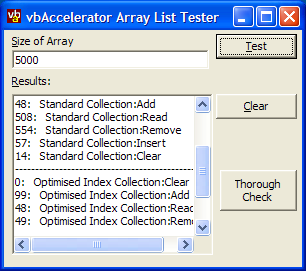 vbAccelerator Array List Tester
Size of Array
5000
Test
Results:
Clear
48: Standard Collection:Add
508: Standard Collection:Read
554: Standard Collection:Remove
57: Standard Collection:Insert
14: Standard Collection:Clear
------------------------------------------------
0: Optimised Index Collection:Clear
99: Optimised Index Collection:Add
48: Optimised Index Collection:Read
49: Optimised Index Collection:Rem
Thorough
Check